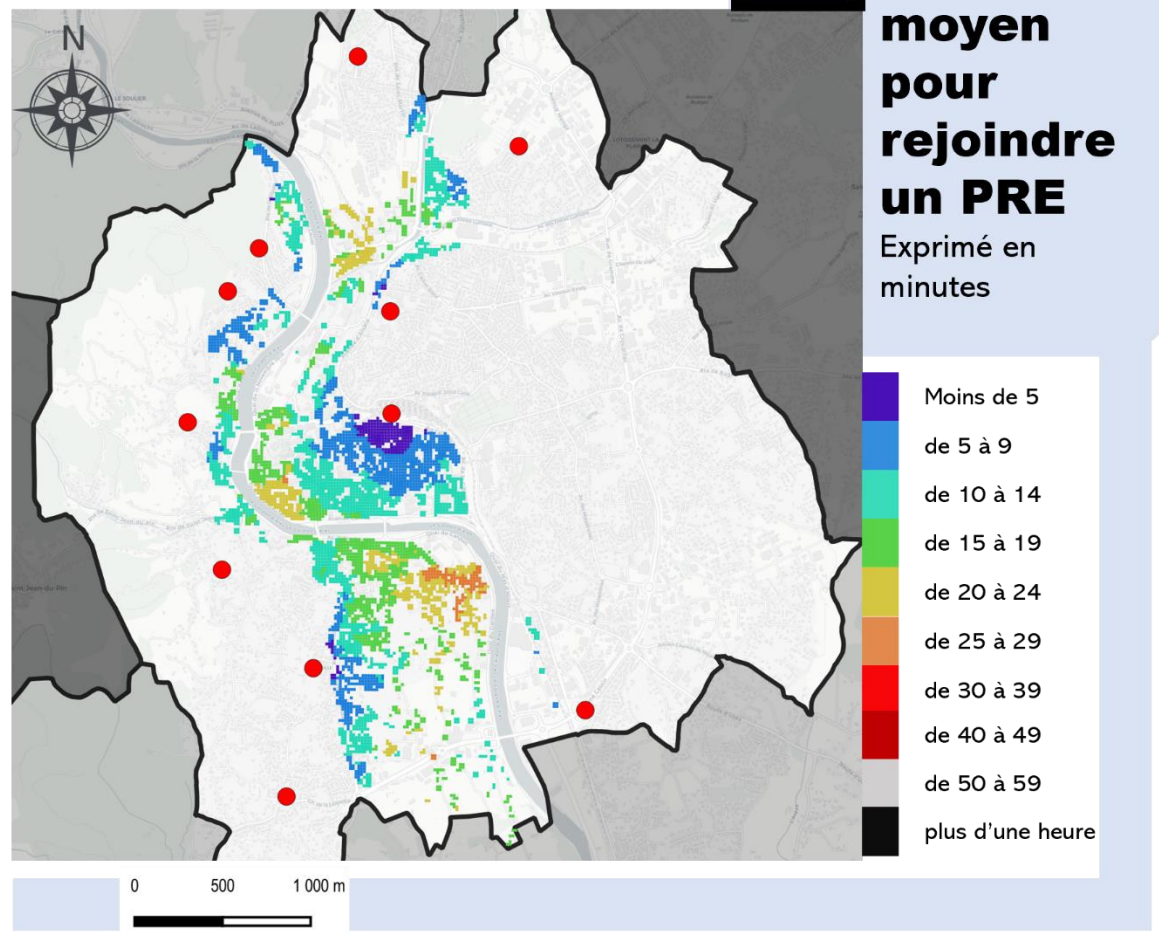 moyen
pour
rejoindre
un PRE
Exprimé en
minutes
N
Moins de 5
de 5 à 9
de 10 à 14
de 15 à 19
de 20 à 24
de 25 à 29
de 30 à 39
de 40 à 49
de 50 à 59
plus d'une heure
0 500 1 000 m